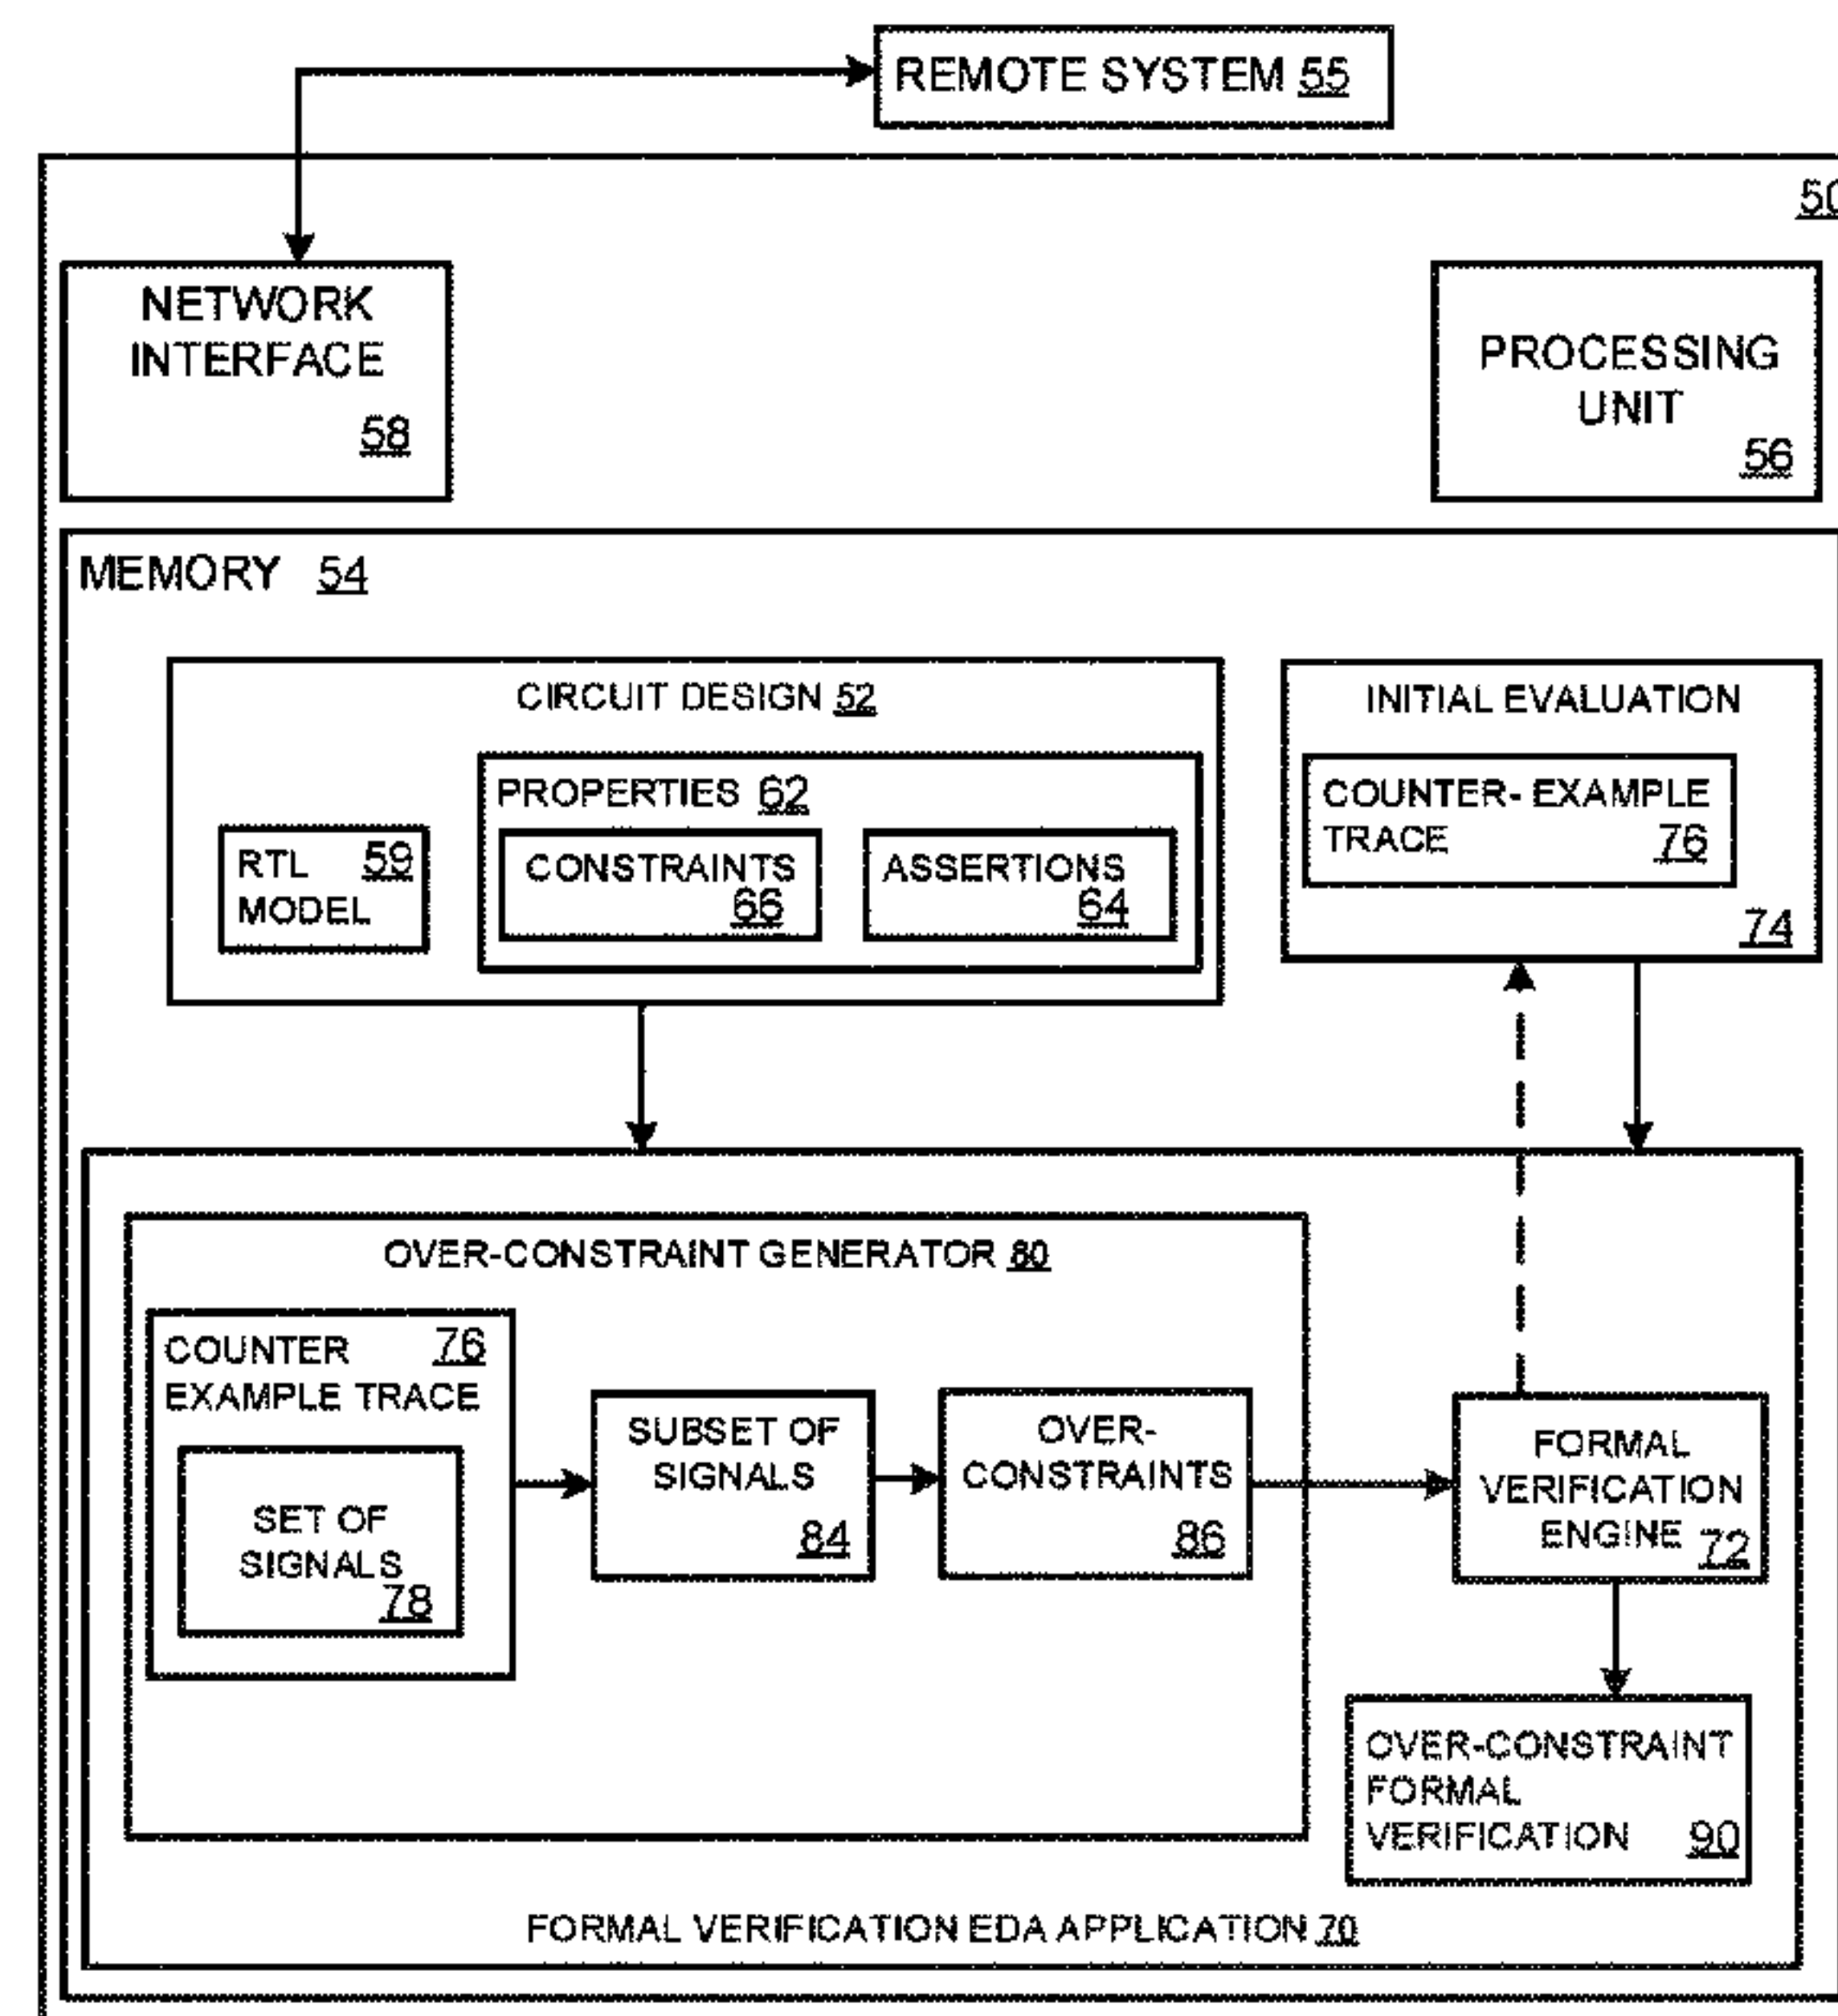 REMOTE SYSTEM 55
50
NETWORK
INTERFACE
58
PROCESSING
UNIT
56
MEMORY 54
CIRCUIT DESIGN 52
PROPERTIES 62
RTL 59
MODEL
CONSTRAINTS
66
ASSERTIONS
64
INITIAL EVALUATION
COUNTER- EXAMPLE
TRACE 76
74
OVER-CONSTRAINT GENERATOR 80
COUNTER 76
EXAMPLE TRACE
SET OF
SIGNALS
78
SUBSET OF
SIGNALS
84
OVER-
CONSTRAINTS
86
FORMAL
VERIFICATION
ENGINE 72
OVER-CONSTRAINT
FORMAL
VERIFICATION 90
FORMAL VERIFICATION EDA APPLICATION 70